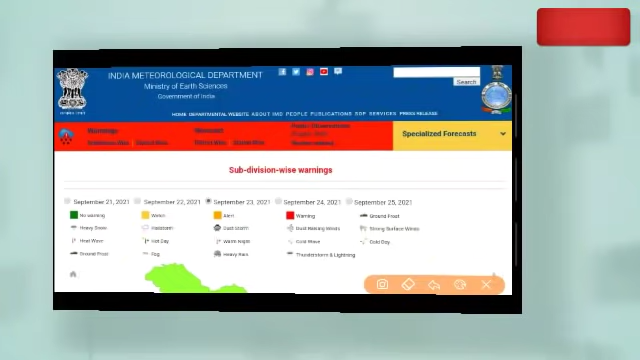 INDIA METEOROLOGICAL DEPARTMENT
Ministry of Earth Sciences
Government of India
Search
HOME DEPARTMENTAL WEBSITE ABOUT IMD PEOPLE PUBLICATIONS SOP SERVICES PRESS RELEASE
Warnings
Specialized Forecasts
Sub-division-wise warnings
September 21, 2021 September 22, 2021 September 23, 2021 September 24, 2021 September 25, 2021
No warning Watch Alert Warning Ground Frost
Heavy Snow Hailstorm Dust Storm Dust Raising Winds Strong Surface Winds
Heat Wave Hot Day Warm Night Cold Wave Cold Day
Ground Frost Fog Heavy Rain Thunderstorm & Lightning